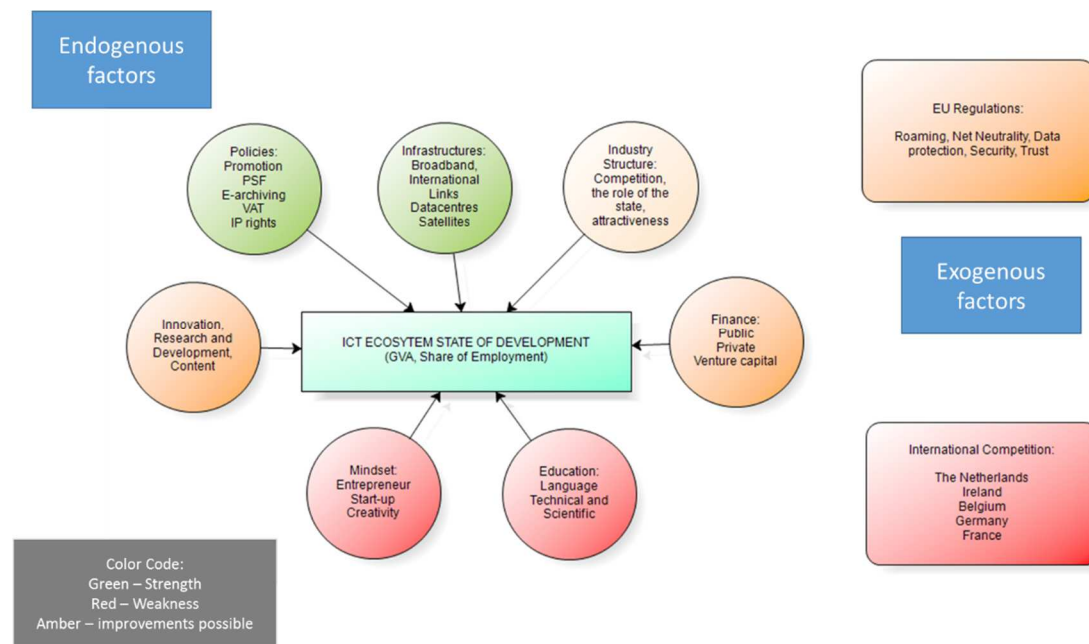 Endogenous
factors
Policies:
Promotion
PSF
E-archiving
VAT
IP rights
Infrastructures:
Broadband,
International
Links
Datacentres
Satellites
Industry
Structure:
Competition,
the role of the
state,
attractiveness
EU Regulations:
Roaming, Net Neutrality, Data
protection, Security, Trust
Exogenous
factors
Innovation,
Research and
Development,
Content
ICT ECOSYTEM STATE OF DEVELOPMENT
(GVA, Share of Employment)
Finance:
Public
Private
Venture capital
Mindset:
Entrepreneur
Start-up
Creativity
Education:
Language
Technical and
Scientific
International Competition:
The Netherlands
Ireland
Belgium
Germany
France
Color Code:
Green – Strength
Red – Weakness
Amber – improvements possible